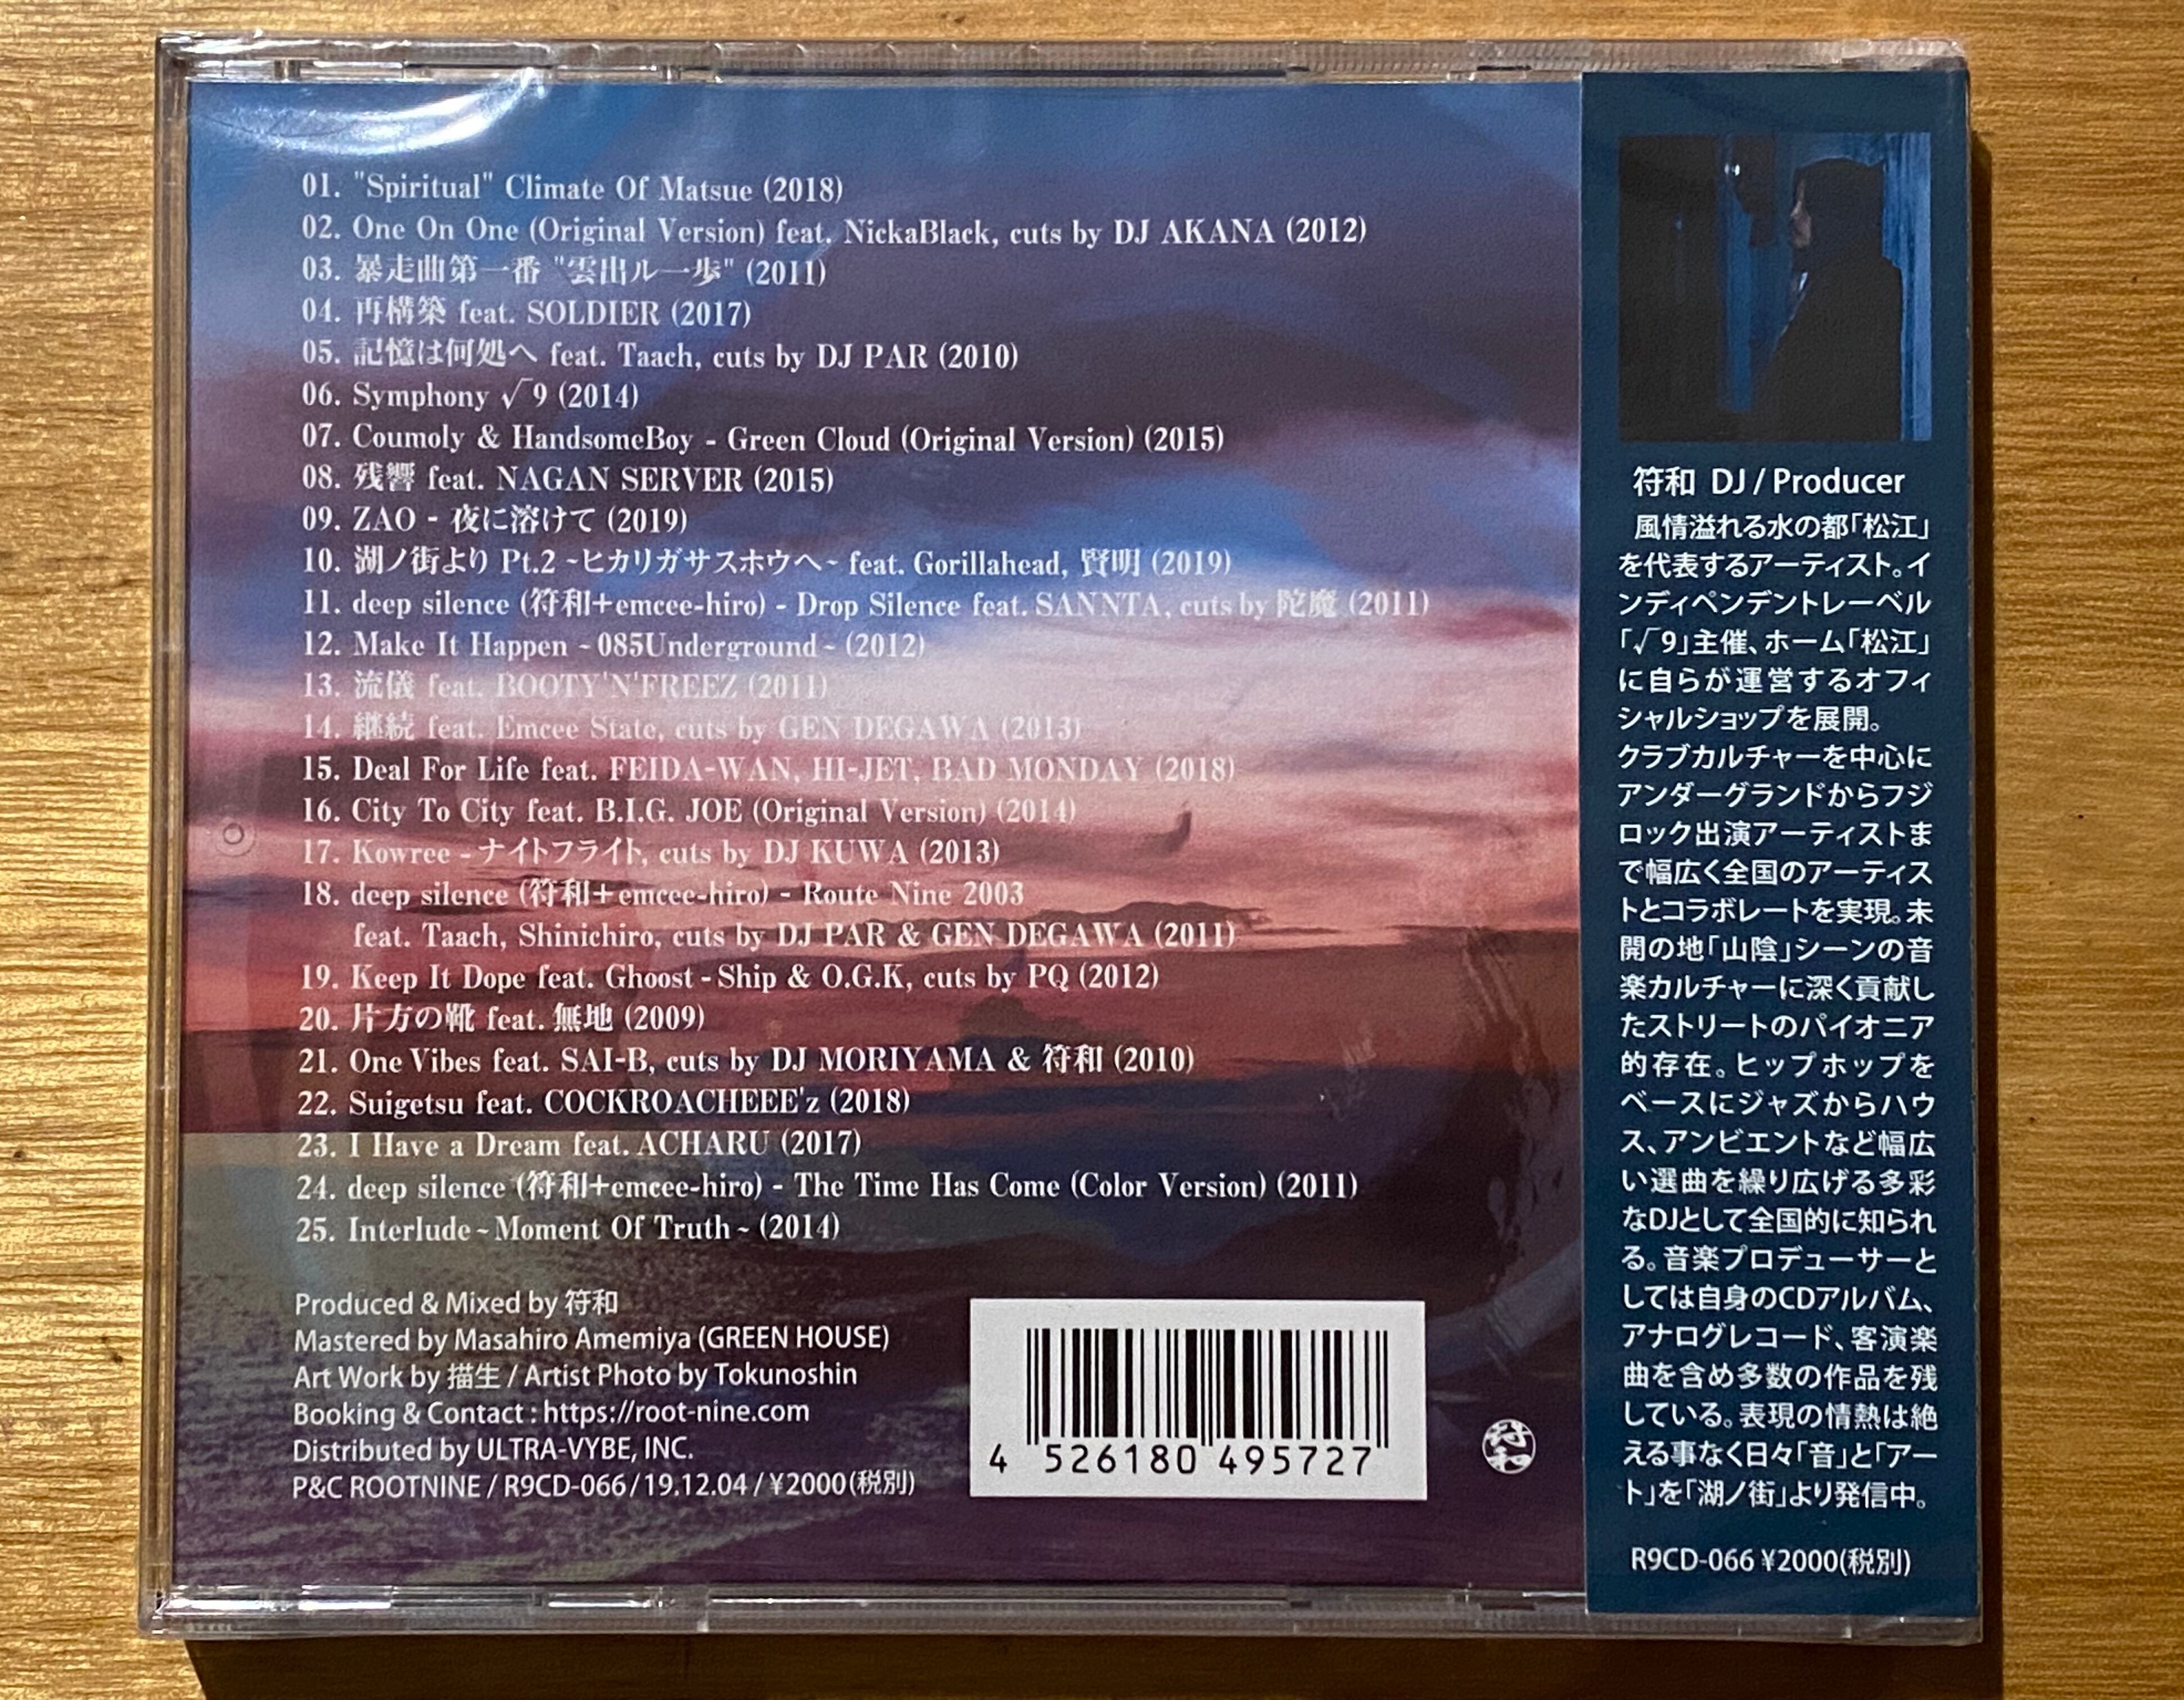 01. "Spiritual" Climate Of Matsue (2018)
02. One On One (Original Version) feat. NickaBlack, cuts by DJ AKANA (2012)
03. 暴走曲第一番 "雲出ル一歩" (2011)
04. 再構築 feat. SOLDIER (2017)
05. 記憶は何処へ feat. Taach, cuts by DJ PAR (2010)
06. Symphony √9 (2014)
07. Coumoly & HandsomeBoy - Green Cloud (Original Version) (2015)
08. 残響 feat. NAGAN SERVER (2015)
09. ZAO - 夜に溶けて (2019)
10. 湖ノ街より Pt.2 ~ヒカリガサスホウヘ~ feat. Gorillahead, 賢明 (2019)
11. deep silence (符和+emcee-hiro) - Drop Silence feat. SANNTA, cuts by 陀魔 (2011)
12. Make It Happen ~085Underground~ (2012)
13. 流儀 feat. BOOTY'N'FREEZ (2011)
14. 継続 feat. Emcee State, cuts by GEN DEGAWA (2013)
15. Deal For Life feat. FEIDA-WAN, HI-JET, BAD MONDAY (2018)
16. City To City feat. B.I.G. JOE (Original Version) (2014)
17. Kowree - ナイトフライト, cuts by DJ KUWA (2013)
18. deep silence (符和+emcee-hiro) - Route Nine 2003
feat. Taach, Shinichiro, cuts by DJ PAR & GEN DEGAWA (2011)
19. Keep It Dope feat. Ghoost-Ship & O.G.K, cuts by PQ (2012)
20. 片方の靴 feat. 無地 (2009)
21. One Vibes feat. SAI-B, cuts by DJ MORIYAMA & 符和 (2010)
22. Suigetsu feat. COCKROACHEEE'z (2018)
23. I Have a Dream feat. ACHARU (2017)
24. deep silence (符和+emcee-hiro) - The Time Has Come (Color Version) (2011)
25. Interlude ~Moment Of Truth~ (2014)
Produced & Mixed by 符和
Mastered by Masahiro Amemiya (GREEN HOUSE)
Art Work by 描生 / Artist Photo by Tokunoshin
Booking & Contact : https://root-nine.com
Distributed by ULTRA-VYBE, INC.
P&C ROOTNINE / R9CD-066 / 19.12.04 / ¥2000(税別)
4 526180 495727
符和
符和 DJ / Producer
風情溢れる水の都「松江」
を代表するアーティスト。イ
ンディペンデントレーベル
「√9」主催、ホーム「松江」
に自らが運営するオフィ
シャルショップを展開。
クラブカルチャーを中心に
アンダーグランドからフジ
ロック出演アーティストま
で幅広く全国のアーティス
トとコラボレートを実現。未
開の地「山陰」シーンの音
楽カルチャーに深く貢献し
たストリートのパイオニア
的存在。ヒップホップを
ベースにジャズからハウ
ス、アンビエントなど幅広
い選曲を繰り広げる多彩
なDJとして全国的に知られ
る。音楽プロデューサーと
しては自身のCDアルバム、
アナログレコード、客演楽
曲を含め多数の作品を残
している。表現の情熱は絶
える事なく日々「音」と「アー
ト」を「湖ノ街」より発信中。
R9CD-066 ¥2000(税別)